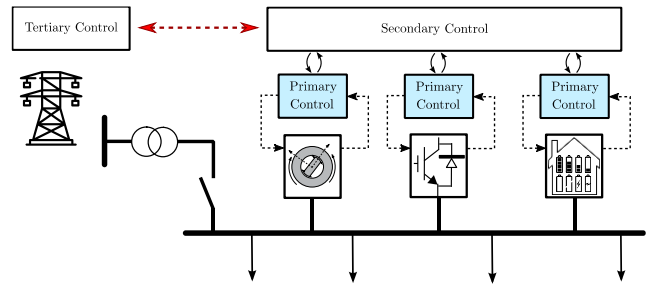 Tertiary Control
Secondary Control
Primary
Control
Primary
Control
Primary
Control